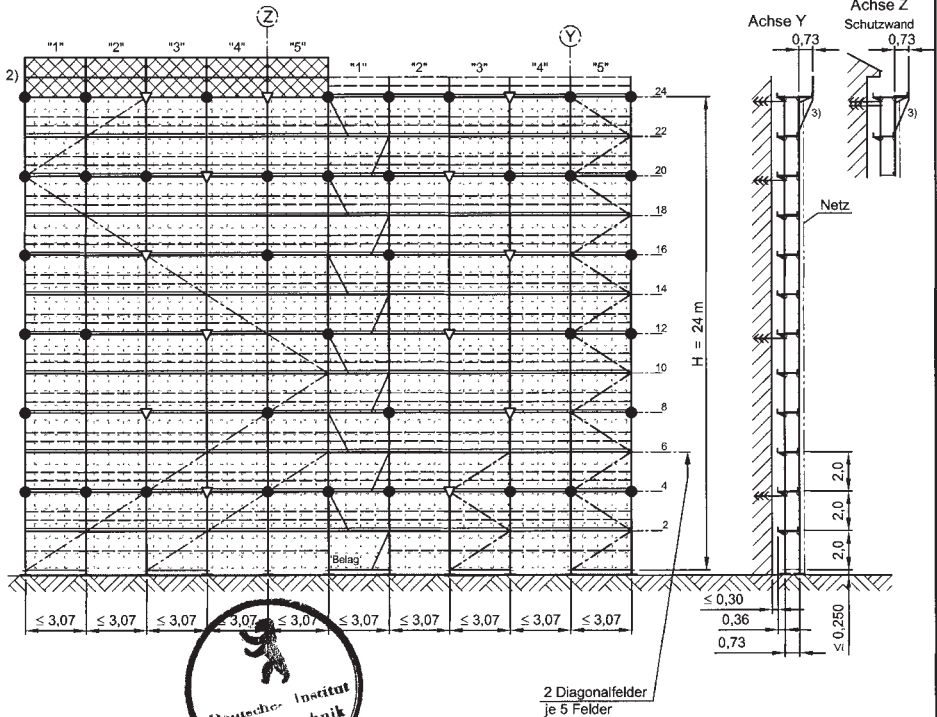 Z
Achse Z
"1" "2" "3" "4" "5"
Y
Achse Y
Schutzwand
0,73
0,73
2)
"1" "2" "3" "4" "5"
24
3)
3)
22
20
Netz
18
16
14
H = 24 m
12
10
8
6
2,0
4
2,0
2
2,0
"Belag"
≤ 3,07 ≤ 3,07 ≤ 3,07 ≤ 3,07 ≤ 3,07 ≤ 3,07 ≤ 3,07 ≤ 3,07 ≤ 3,07 ≤ 3,07
≤ 0,30
0,36
0,73
≤ 0,250
Institut
2 Diagonalfelder
je 5 Felder